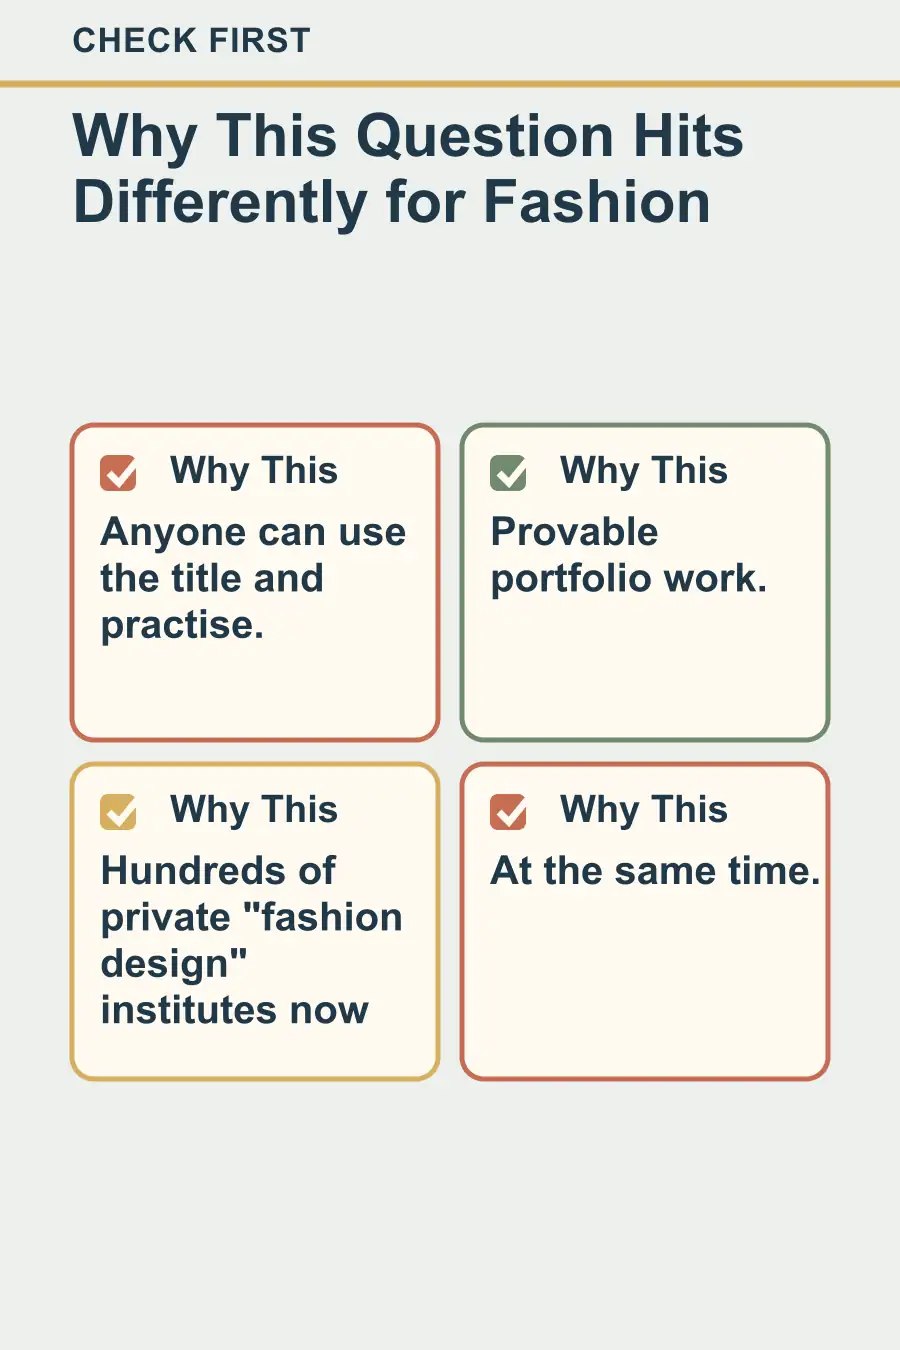 CHECK FIRST
Why This Question Hits
Differently for Fashion
Why This
Anyone can use
the title and
practise.
Why This
Provable
portfolio work.
Why This
Hundreds of
private "fashion
design"
institutes now
Why This
At the same time.